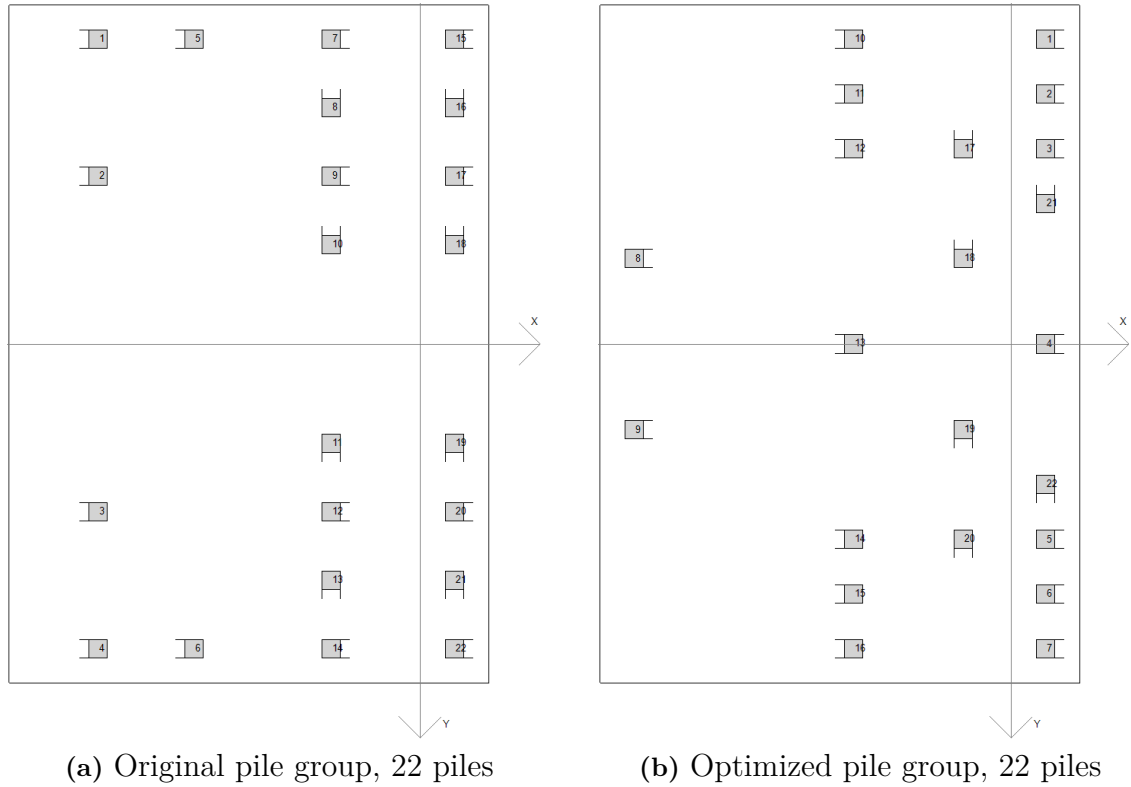 1 5 7 15
8 16
2 9 17
10 18
X
11 19
3 12 20
13 21
4 6 14 22
Y
(a) Original pile group, 22 piles
10 1
11 2
12 17 3
21
8 18
X
13 4
9 19
22
14 20 5
15 6
16 7
Y
(b) Optimized pile group, 22 piles